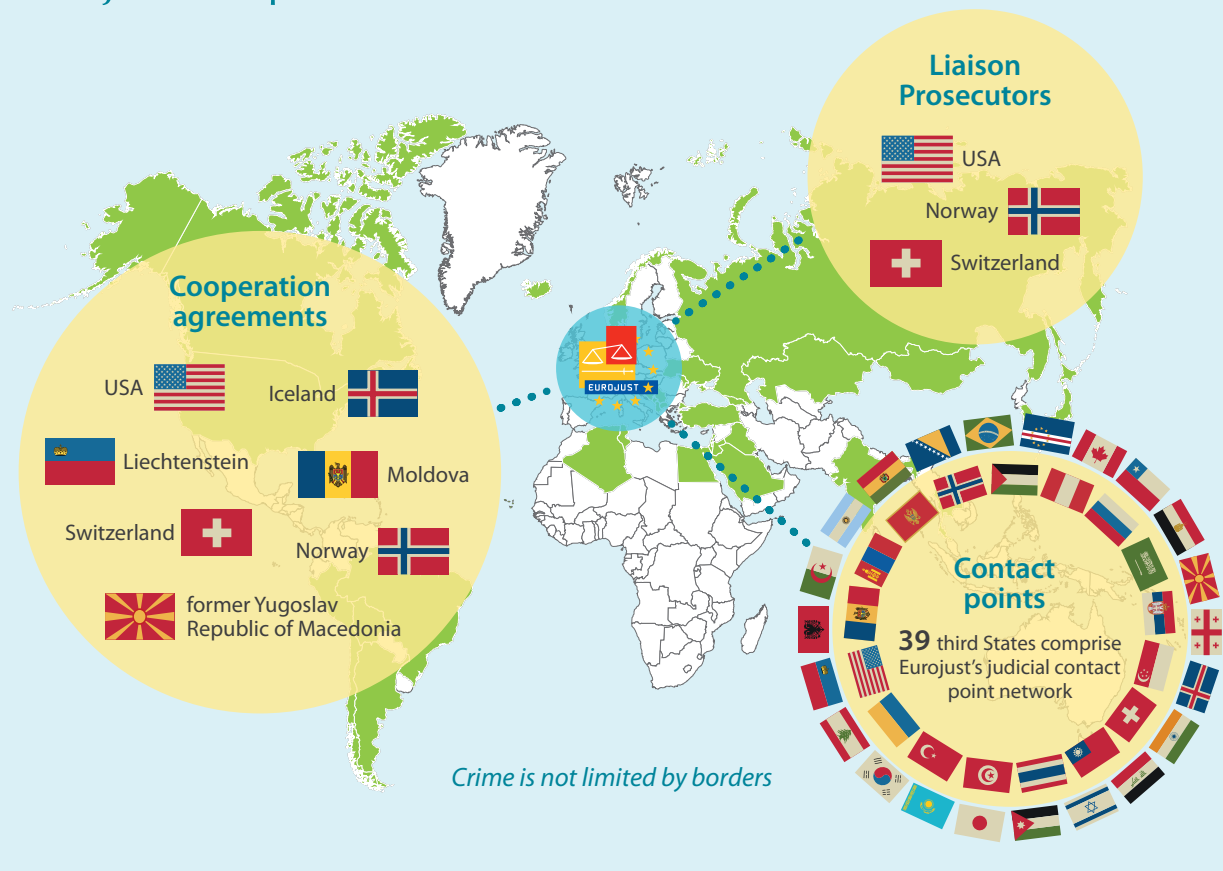 Liaison
Prosecutors
USA
Norway
Switzerland
Cooperation
agreements
USA
Iceland
Liechtenstein
Moldova
Switzerland
Norway
former Yugoslav
Republic of Macedonia
EUROJUST
Contact
points
39 third States comprise
Eurojust's judicial contact
point network
Crime is not limited by borders